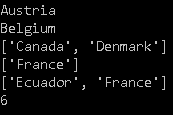 Austria
Belgium
['Canada', 'Denmark']
['France']
['Ecuador', 'France']
6